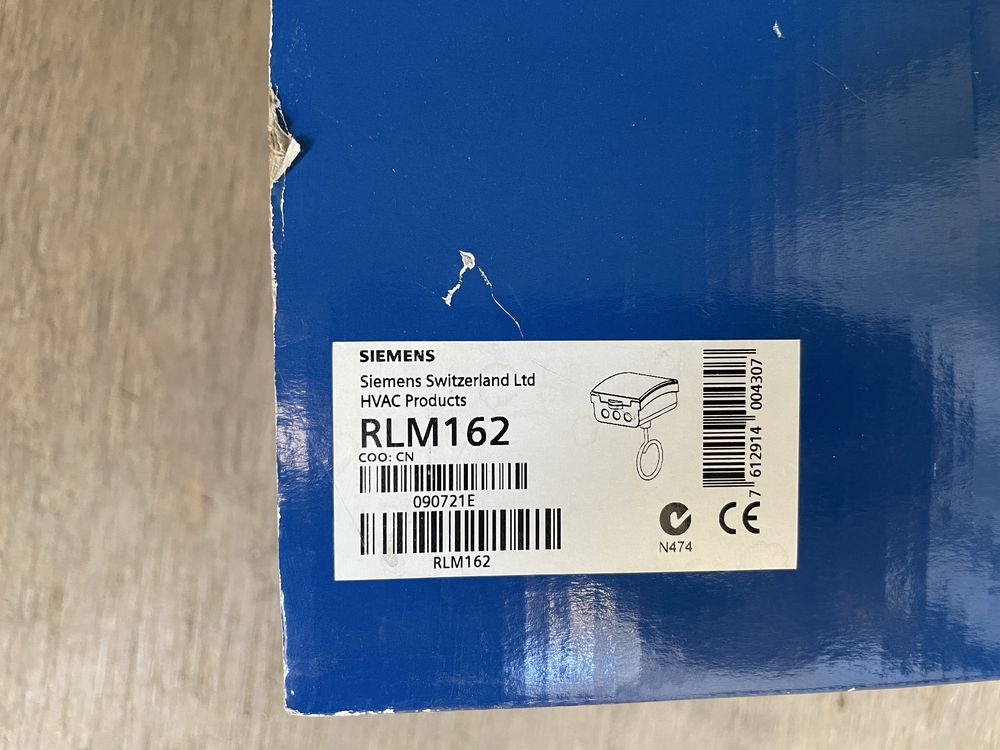 SIEMENS
Siemens Switzerland Ltd
HVAC Products
RLM162
COO: CN
090721E
RLM162
N474
CE
7 612914 004307